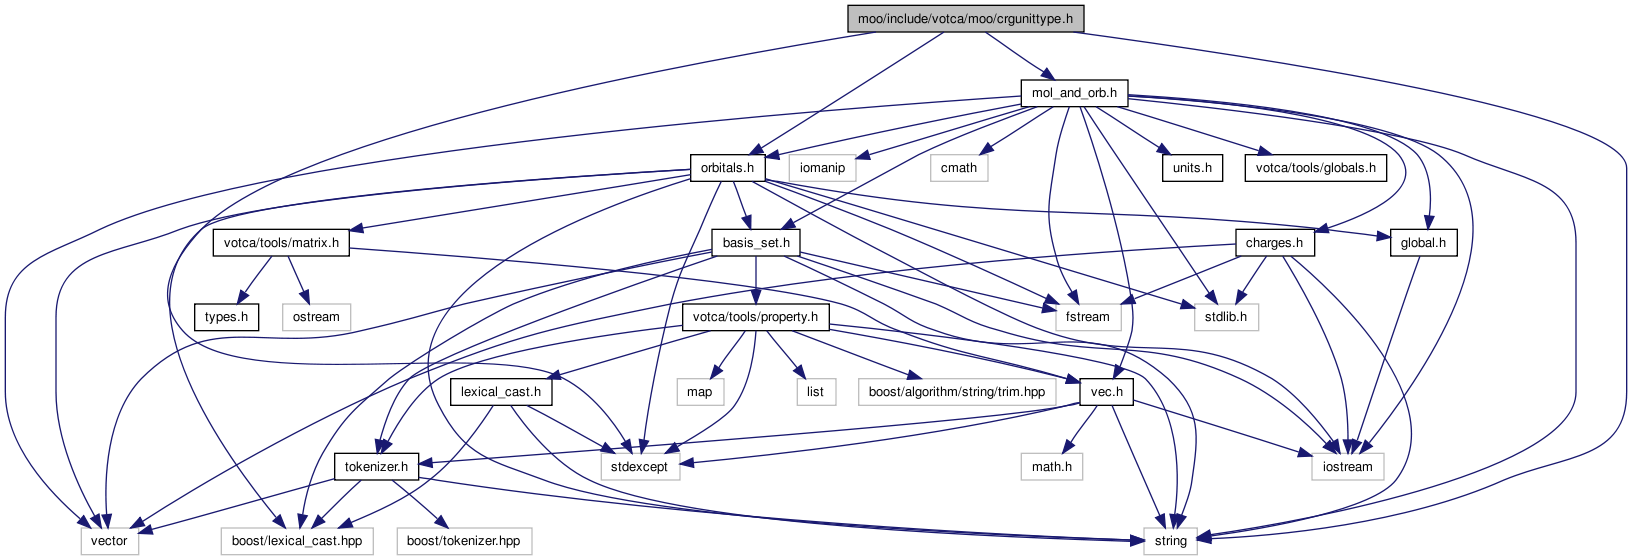 moo/include/votca/moo/crgunittype.h
mol_and_orb.h
orbitals.h
iomanip
cmath
units.h
votca/tools/globals.h
votca/tools/matrix.h
basis_set.h
charges.h
global.h
types.h
ostream
votca/tools/property.h
fstream
stdlib.h
lexical_cast.h
map
list
boost/algorithm/string/trim.hpp
vec.h
tokenizer.h
stdexcept
math.h
iostream
vector
boost/lexical_cast.hpp
boost/tokenizer.hpp
string